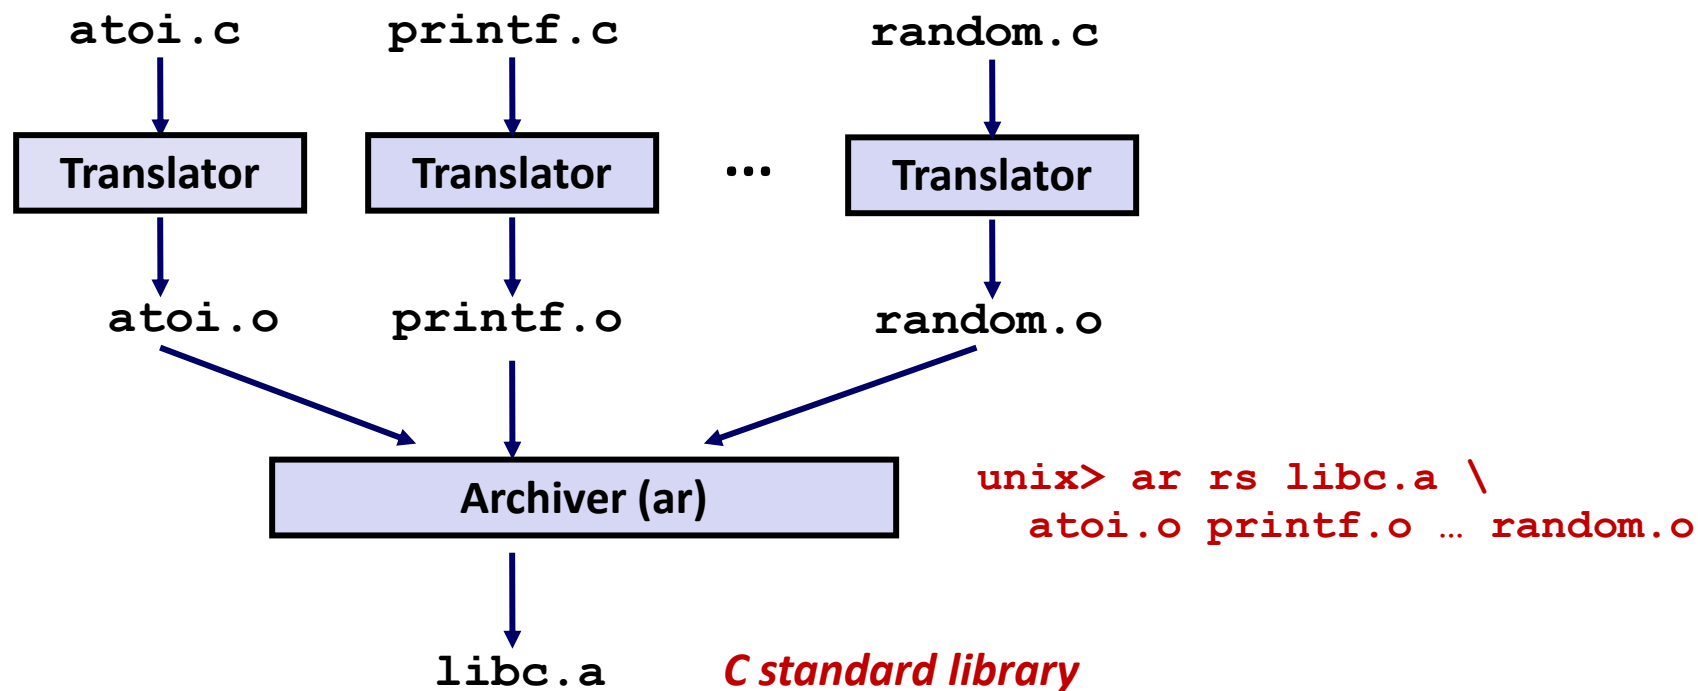 atoi.c printf.c random.c
Translator Translator ... Translator
atoi.o printf.o random.o
Archiver (ar)
unix> ar rs libc.a \
atoi.o printf.o … random.o
libc.a C standard library